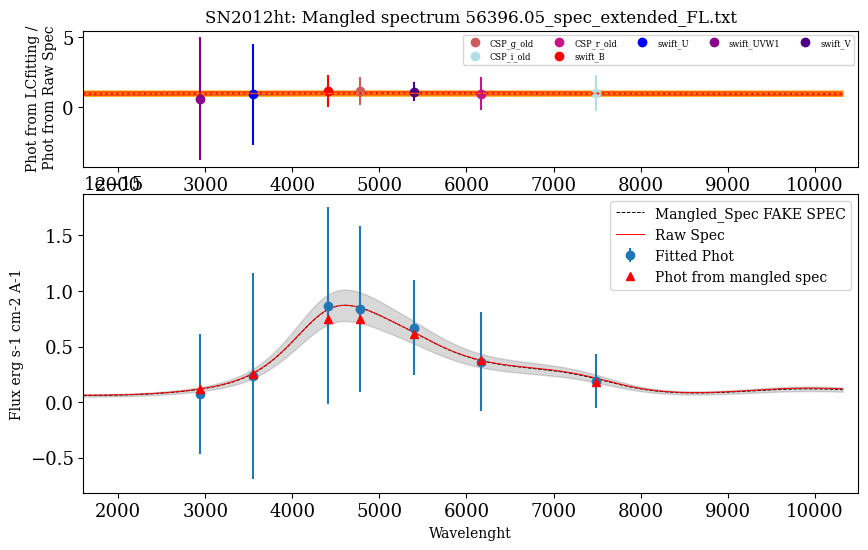 SN2012ht: Mangled spectrum 56396.05_spec_extended_FL.txt
Phot from LCfitting /
Phot from Raw Spec
5
0
CSP_g_old CSP_r_old swift_U swift_UVW1 swift_V
CSP_i_old swift_B
2000 3000 4000 5000 6000 7000 8000 9000 10000
1e−15
Flux erg s-1 cm-2 A-1
1.5
1.0
0.5
0.0
−0.5
Mangled_Spec FAKE SPEC
Raw Spec
Fitted Phot
Phot from mangled spec
2000 3000 4000 5000 6000 7000 8000 9000 10000
Wavelenght